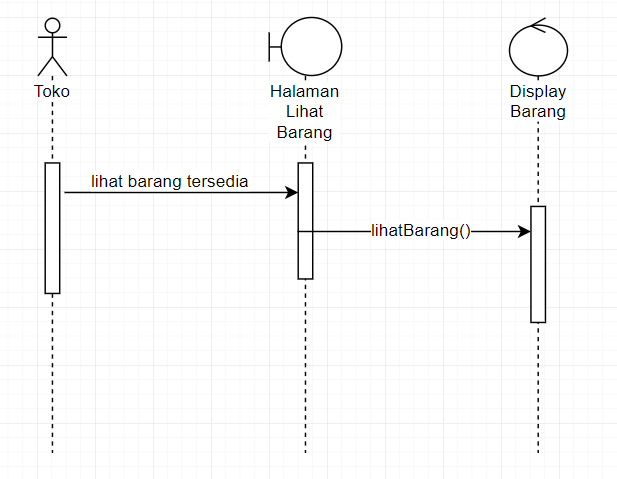 Toko
Halaman
Lihat
Barang
Display
Barang
lihat barang tersedia
lihatBarang()